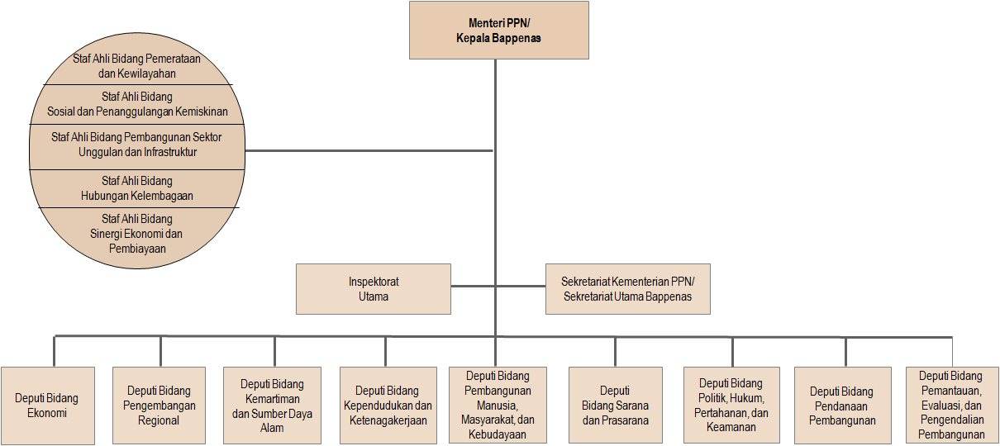 Menteri PPN/
Kepala Bappenas
Staf Ahli Bidang Pemerataan
dan Kewilayahan
Staf Ahli Bidang
Sosial dan Penanggulangan Kemiskinan
Staf Ahli Bidang Pembangunan Sektor
Unggulan dan Infrastruktur
Staf Ahli Bidang
Hubungan Kelembagaan
Staf Ahli Bidang
Sinergi Ekonomi dan
Pembiayaan
Inspektorat
Utama
Sekretariat Kementerian PPN/
Sekretariat Utama Bappenas
Deputi Bidang
Ekonomi
Deputi Bidang
Pengembangan
Regional
Deputi Bidang
Kemartiman
dan Sumber Daya
Alam
Deputi Bidang
Kependudukan dan
Ketenagakerjaan
Deputi Bidang
Pembangunan
Manusia,
Masyarakat, dan
Kebudayaan
Deputi
Bidang Sarana
dan Prasarana
Deputi Bidang
Politik, Hukum,
Pertahanan, dan
Keamanan
Deputi Bidang
Pendanaan
Pembangunan
Deputi Bidang
Pemantauan,
Evaluasi, dan
Pengendalian
Pembangunan